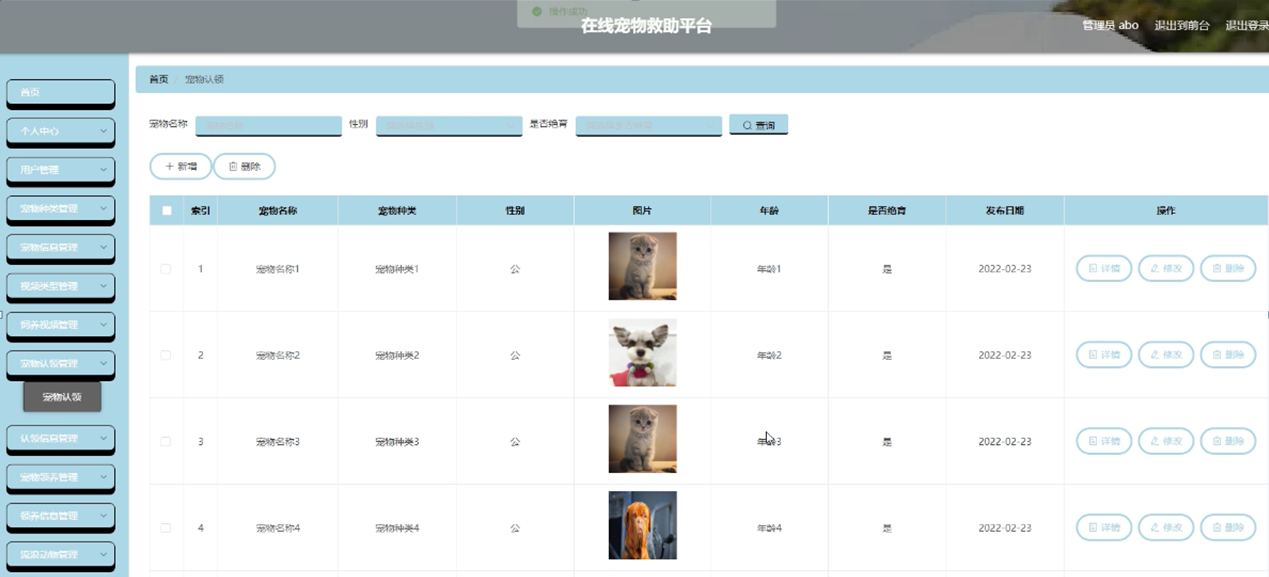 操作成功
在线宠物救助平台
管理员 abo 退出到前台 退出登录
首页
个人中心
用户管理
宠物种类管理
宠物信息管理
视频类型管理
饲养视频管理
宠物认领管理
宠物认领
认领信息管理
宠物领养管理
领养信息管理
流浪动物管理
首页 / 宠物认领
宠物名称 宠物名称 性别 是否绝育 查询
+ 新增 删除
索引 宠物名称 宠物种类 性别 图片 年龄 是否绝育 发布日期 操作
1 宠物名称1 宠物种类1 公 年龄1 是 2022-02-23 详情 修改 删除
2 宠物名称2 宠物种类2 公 年龄2 是 2022-02-23 详情 修改 删除
3 宠物名称3 宠物种类3 公 年龄3 是 2022-02-23 详情 修改 删除
4 宠物名称4 宠物种类4 公 年龄4 是 2022-02-23 详情 修改 删除